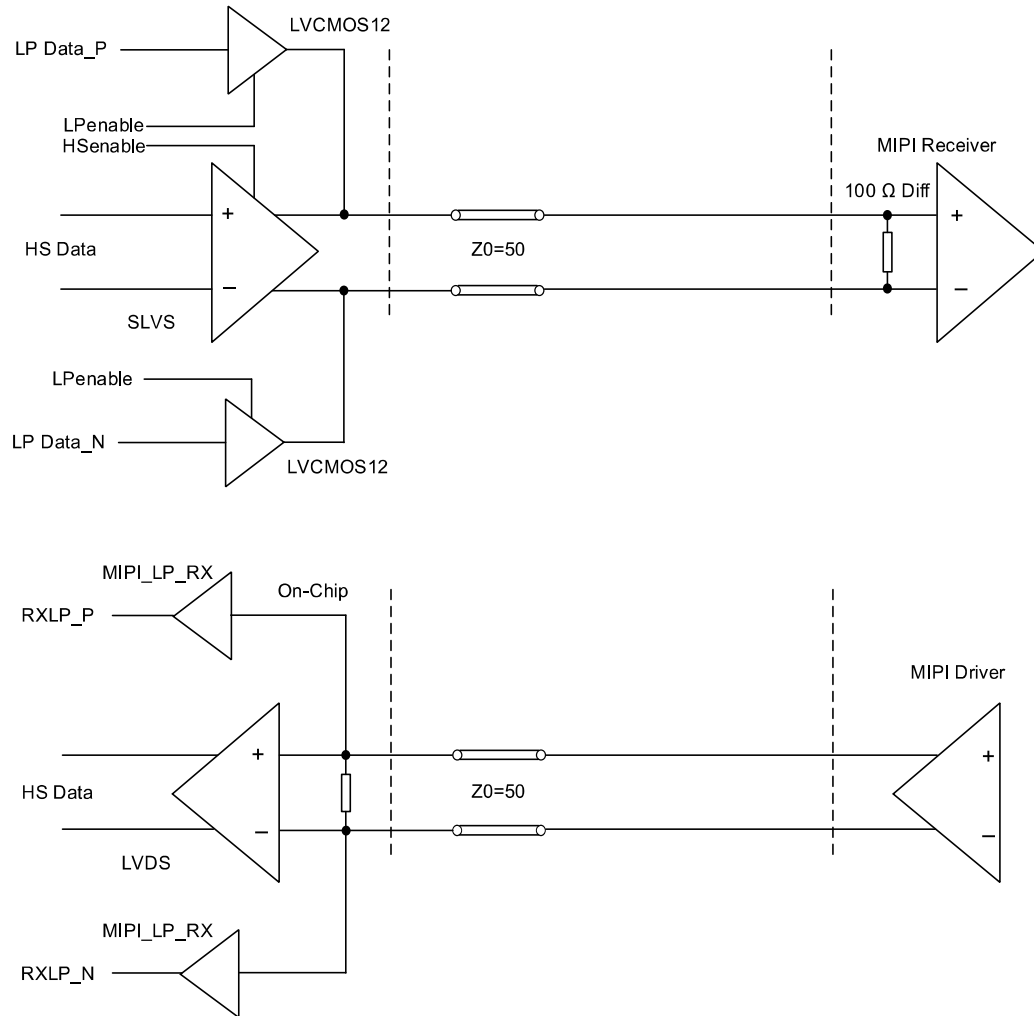 LVCMOS12
LP Data_P
LPenable
HSenable
MIPI Receiver
100 Ω Diff
+
+
HS Data
Z0=50
−
−
SLVS
LPenable
LP Data_N
LVCMOS12
MIPI_LP_RX
On-Chip
RXLP_P
MIPI Driver
+
+
HS Data
Z0=50
−
−
LVDS
MIPI_LP_RX
RXLP_N